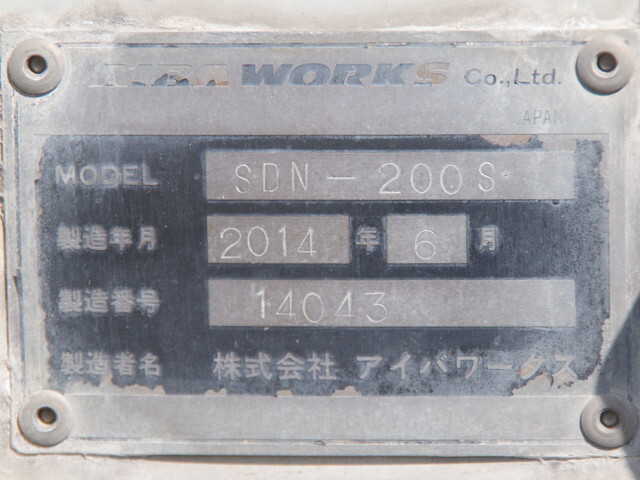 WORKS Co.,Ltd.
JAPAN
MODEL SDN-200S
製造年月 2014 年 6 月
製造番号 14043
製造者名 株式会社 アイバワークス